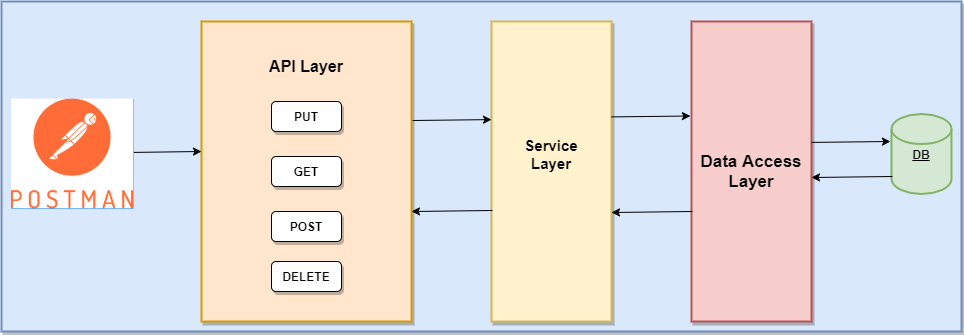 POSTMAN
API Layer
PUT
GET
POST
DELETE
Service
Layer
Data Access
Layer
DB